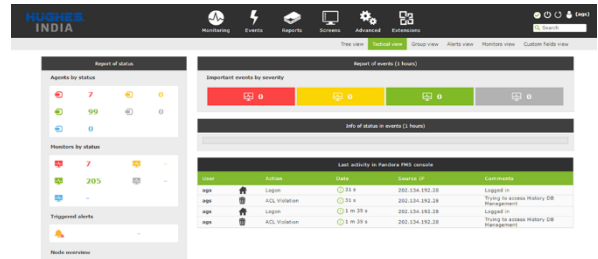 HUGHES
INDIA
Monitoring Events Reports Screens Advanced Extensions
(ags)
Search
Tree view Tactical view Group view Alerts view Monitors view Custom fields view
Report of status
Agents by status
7 0
99 0
0
Monitors by status
7 -
205 -
-
Triggered alerts
-
Node overview
Report of events (1 hours)
Important events by severity
0 0 0 0
Info of status in events (1 hours)
Last activity in Pandora FMS console
User Action Date Source IP Comments
ags Logon 31 s 202.134.192.28 Logged in
ags ACL Violation 31 s 202.134.192.28 Trying to access History DB Management
ags Logon 1 m 39 s 202.134.192.28 Logged in
ags ACL Violation 1 m 39 s 202.134.192.28 Trying to access History DB Management